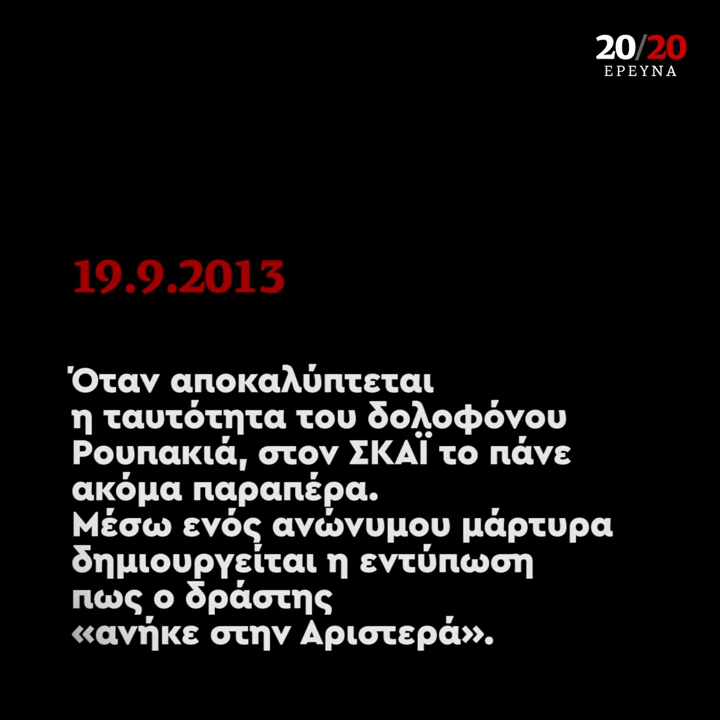 20/20
ΕΡΕΥΝΑ
19.9.2013
Όταν αποκαλύπτεται
η ταυτότητα του δολοφόνου
Ρουπακιά, στον ΣΚΑΪ το πάνε
ακόμα παραπέρα.
Μέσω ενός ανώνυμου μάρτυρα
δημιουργείται η εντύπωση
πως ο δράστης
«ανήκε στην Αριστερά».